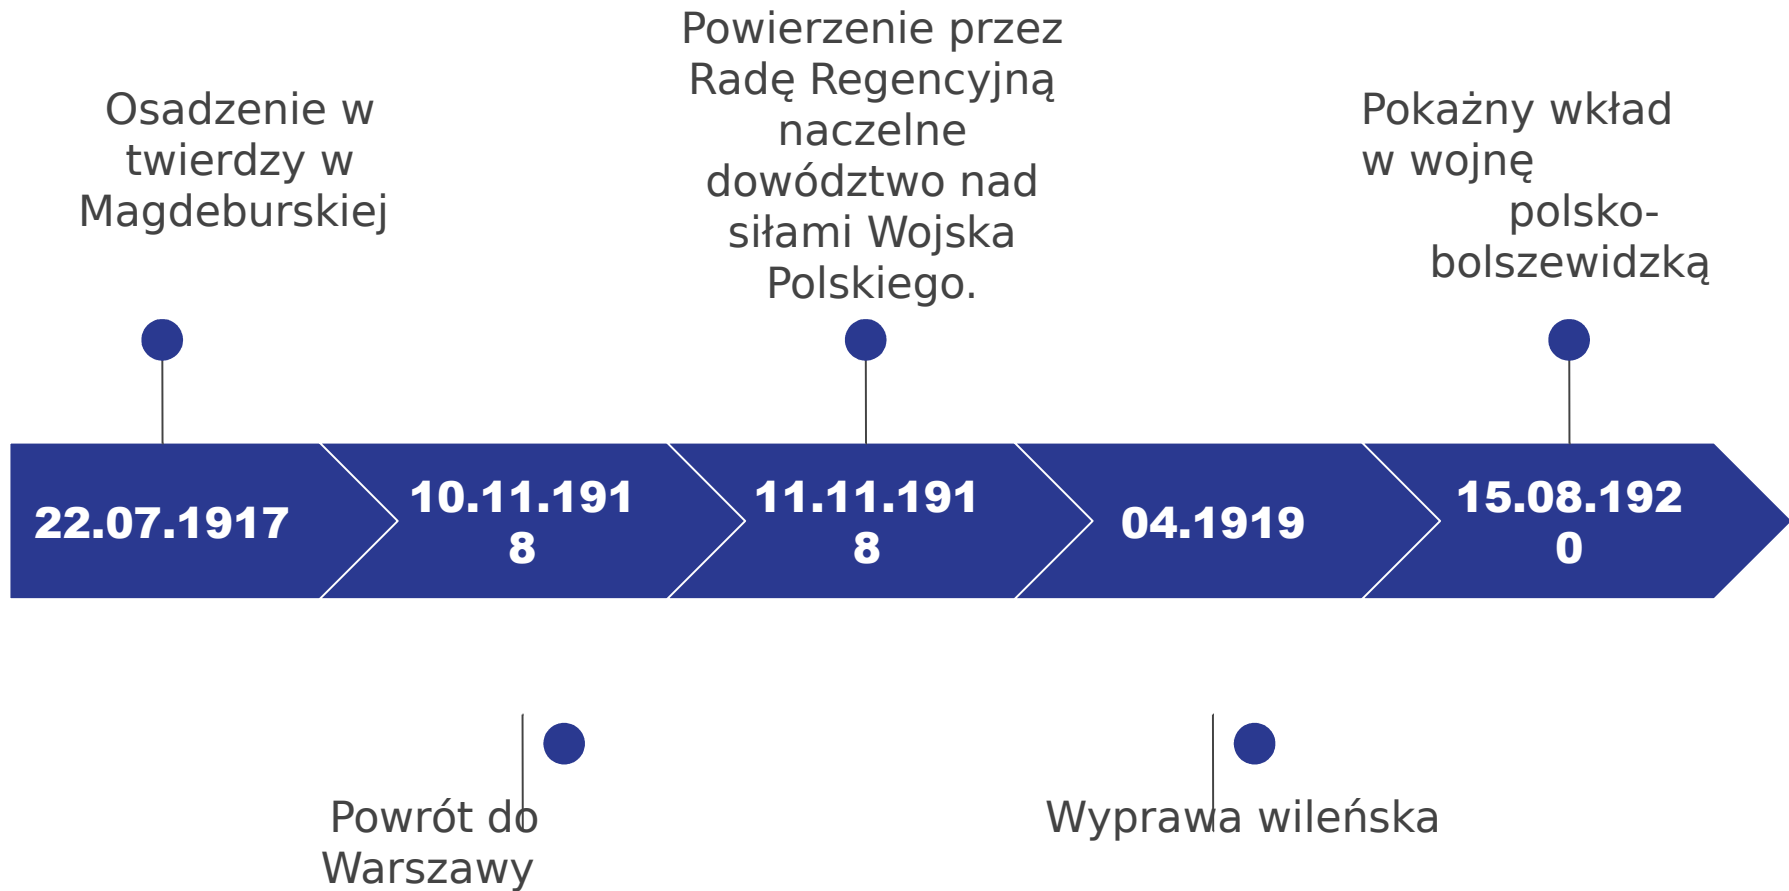 Osadzenie w
twierdzy w
Magdeburskiej
Powierzenie przez
Radę Regencyjną
naczelne
dowództwo nad
siłami Wojska
Polskiego.
Pokaźny wkład
w wojnę
polsko-
bolszewidzką
22.07.1917
10.11.191
8
11.11.191
8
04.1919
15.08.192
0
Powrót do
Warszawy
Wyprawa wileńska